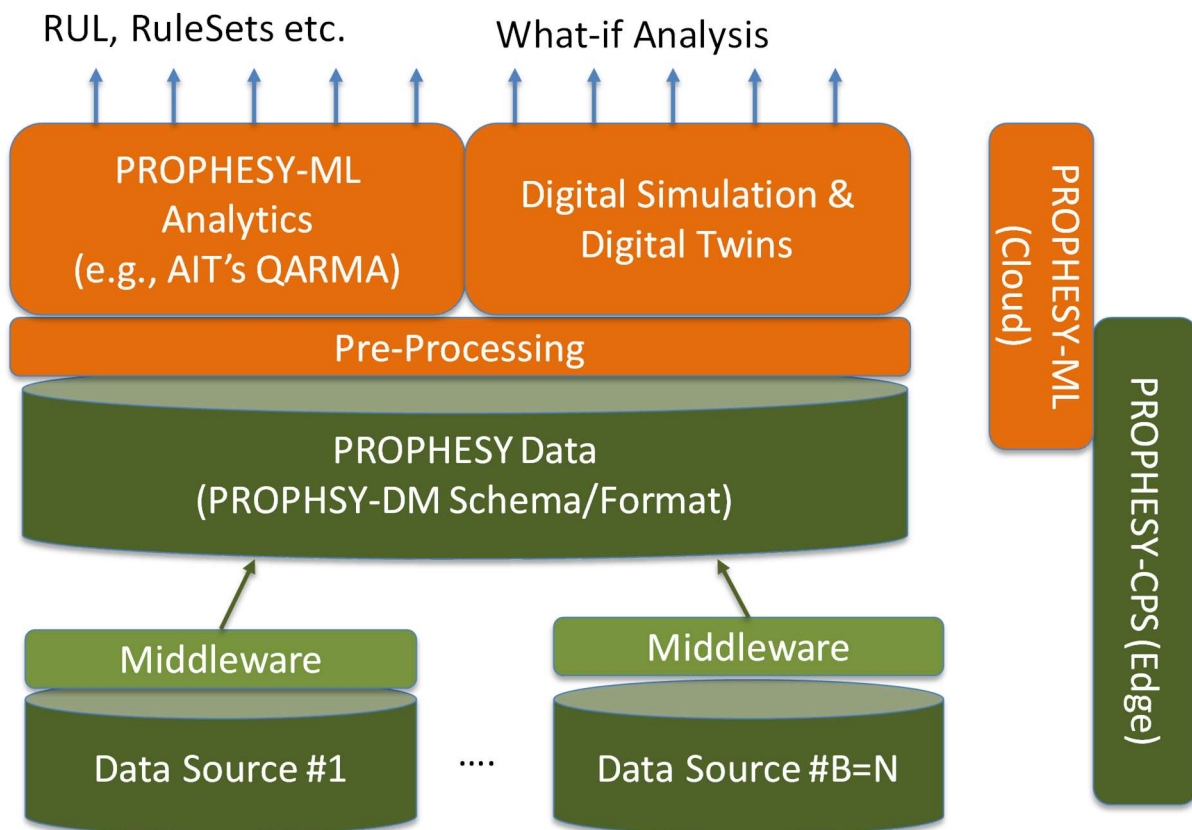 RUL, RuleSets etc.
What-if Analysis
PROPHESY-ML
Analytics
(e.g., AIT's QARMA)
Digital Simulation &
Digital Twins
Pre-Processing
PROPHESY Data
(PROPHSY-DM Schema/Format)
Middleware
Middleware
Data Source #1
....
Data Source #B=N
PROPHESY-ML
(Cloud)
PROPHESY-CPS (Edge)